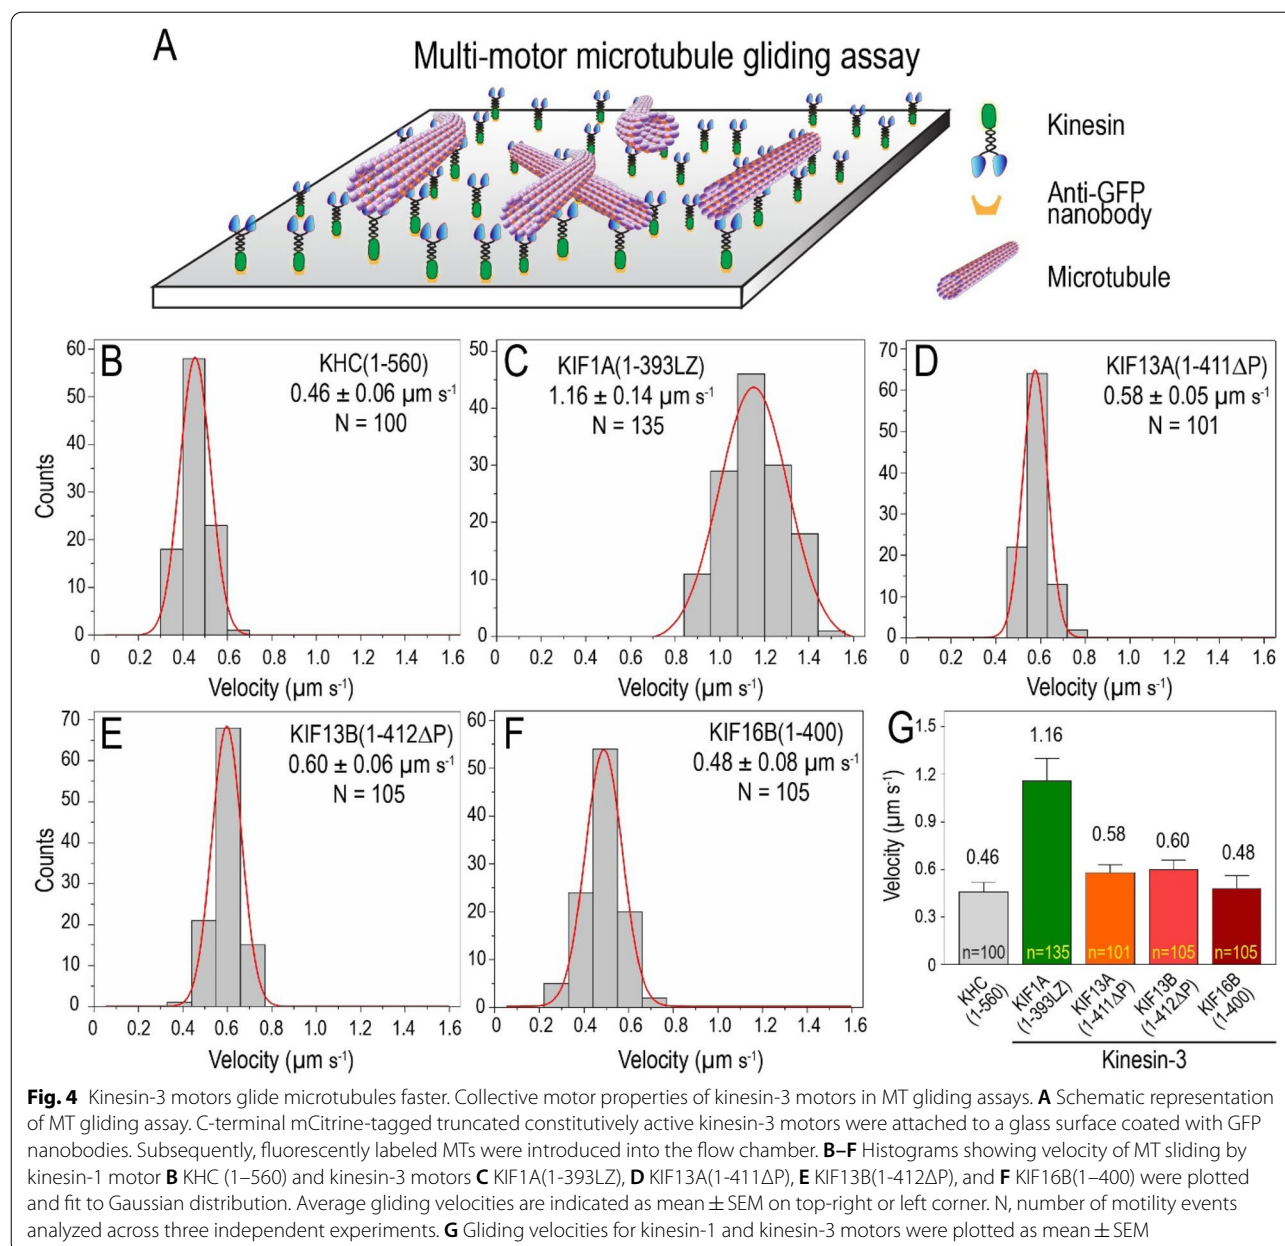 A
Multi-motor microtubule gliding assay
Kinesin
Anti-GFP
nanobody
Microtubule
B
KHC(1-560)
0.46 ± 0.06 µm s⁻¹
N = 100
Counts
60
50
40
30
20
10
0
0 0.2 0.4 0.6 0.8 1.0 1.2 1.4 1.6
Velocity (µm s⁻¹)
C
KIF1A(1-393LZ)
1.16 ± 0.14 µm s⁻¹
N = 135
50
40
30
20
10
0
0 0.2 0.4 0.6 0.8 1.0 1.2 1.4 1.6
Velocity (µm s⁻¹)
D
KIF13A(1-411ΔP)
0.58 ± 0.05 µm s⁻¹
N = 101
70
60
50
40
30
20
10
0
0 0.2 0.4 0.6 0.8 1.0 1.2 1.4 1.6
Velocity (µm s⁻¹)
E
KIF13B(1-412ΔP)
0.60 ± 0.06 µm s⁻¹
N = 105
Counts
70
60
50
40
30
20
10
0
0 0.2 0.4 0.6 0.8 1.0 1.2 1.4 1.6
Velocity (µm s⁻¹)
F
KIF16B(1-400)
0.48 ± 0.08 µm s⁻¹
N = 105
60
50
40
30
20
10
0
0 0.2 0.4 0.6 0.8 1.0 1.2 1.4 1.6
Velocity (µm s⁻¹)
G
Velocity (µm s⁻¹)
1.5
1.2
0.9
0.6
0.3
0
0.46
1.16
0.58
0.60
0.48
n=100
n=135
n=101
n=105
n=105
KHC
(1-560)
KIF1A
(1-393LZ)
KIF13A
(1-411ΔP)
KIF13B
(1-412ΔP)
KIF16B
(1-400)
Kinesin-3
Fig. 4 Kinesin-3 motors glide microtubules faster. Collective motor properties of kinesin-3 motors in MT gliding assays. A Schematic representation
of MT gliding assay. C-terminal mCitrine-tagged truncated constitutively active kinesin-3 motors were attached to a glass surface coated with GFP
nanobodies. Subsequently, fluorescently labeled MTs were introduced into the flow chamber. B–F Histograms showing velocity of MT sliding by
kinesin-1 motor B KHC (1–560) and kinesin-3 motors C KIF1A(1-393LZ), D KIF13A(1-411ΔP), E KIF13B(1-412ΔP), and F KIF16B(1–400) were plotted
and fit to Gaussian distribution. Average gliding velocities are indicated as mean ± SEM on top-right or left corner. N, number of motility events
analyzed across three independent experiments. G Gliding velocities for kinesin-1 and kinesin-3 motors were plotted as mean ± SEM